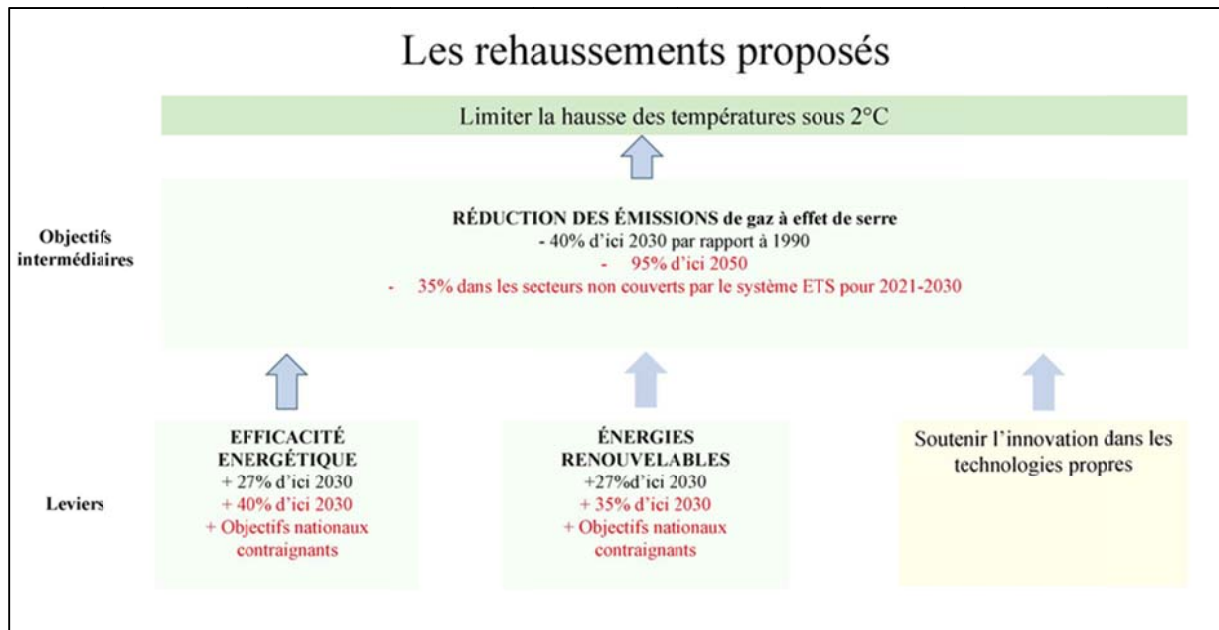 Les rehaussements proposés
Limiter la hausse des températures sous 2°C
Objectifs
intermédiaires
RÉDUCTION DES ÉMISSIONS de gaz à effet de serre
- 40% d'ici 2030 par rapport à 1990
- 95% d'ici 2050
- 35% dans les secteurs non couverts par le système ETS pour 2021-2030
Leviers
EFFICACITÉ
ENERGÉTIQUE
+ 27% d'ici 2030
+ 40% d'ici 2030
+ Objectifs nationaux
contraignants
ÉNERGIES
RENOUVELABLES
+27%d'ici 2030
+ 35% d'ici 2030
+ Objectifs nationaux
contraignants
Soutenir l'innovation dans les
technologies propres